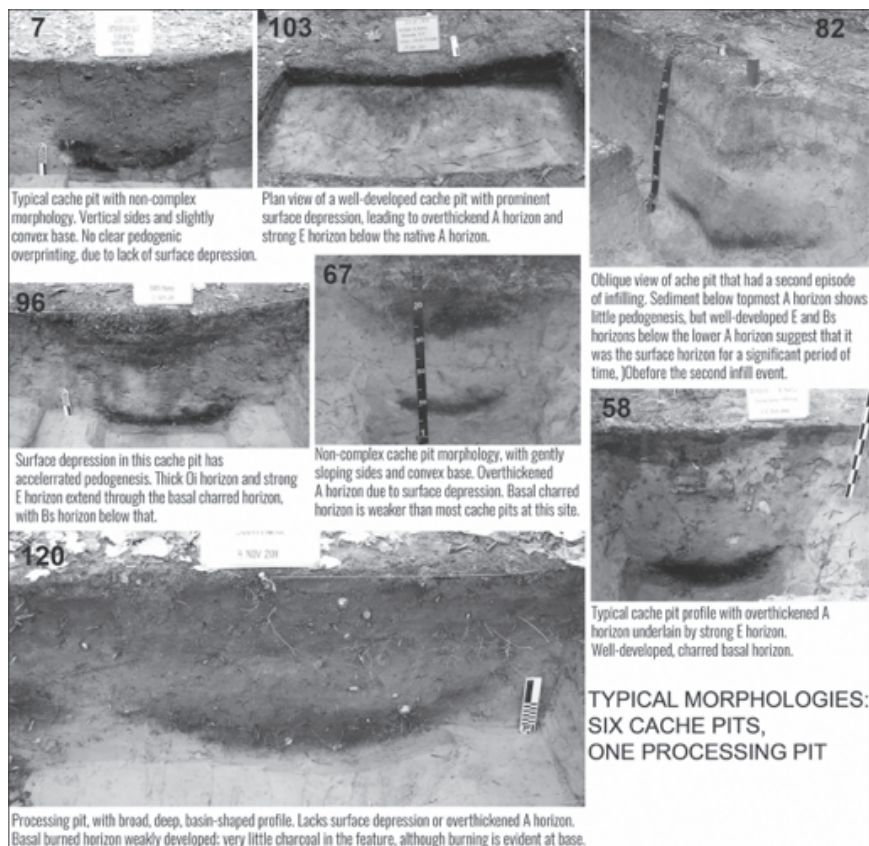 7
Typical cache pit with non-complex
morphology. Vertical sides and slightly
convex base. No clear pedogenic
overprinting, due to lack of surface depression.
103
Plan view of a well-developed cache pit with prominent
surface depression, leading to overthickend A horizon and
strong E horizon below the native A horizon.
82
Oblique view of ache pit that had a second episode
of infilling. Sediment below topmost A horizon shows
little pedogenesis, but well-developed E and Bs
horizons below the lower A horizon suggest that it
was the surface horizon for a significant period of
time, )Obefore the second infill event.
96
Surface depression in this cache pit has
accelerrated pedogenesis. Thick Oi horizon and strong
E horizon extend through the basal charred horizon,
with Bs horizon below that.
67
Non-complex cache pit morphology, with gently
sloping sides and convex base. Overthickened
A horizon due to surface depression. Basal charred
horizon is weaker than most cache pits at this site.
58
Typical cache pit profile with overthickened A
horizon underlain by strong E horizon.
Well-developed, charred basal horizon.
120
Processing pit, with broad, deep, basin-shaped profile. Lacks surface depression or overthickened A horizon.
Basal burned horizon weakly developed; very little charcoal in the feature, although burning is evident at base.
TYPICAL MORPHOLOGIES:
SIX CACHE PITS,
ONE PROCESSING PIT